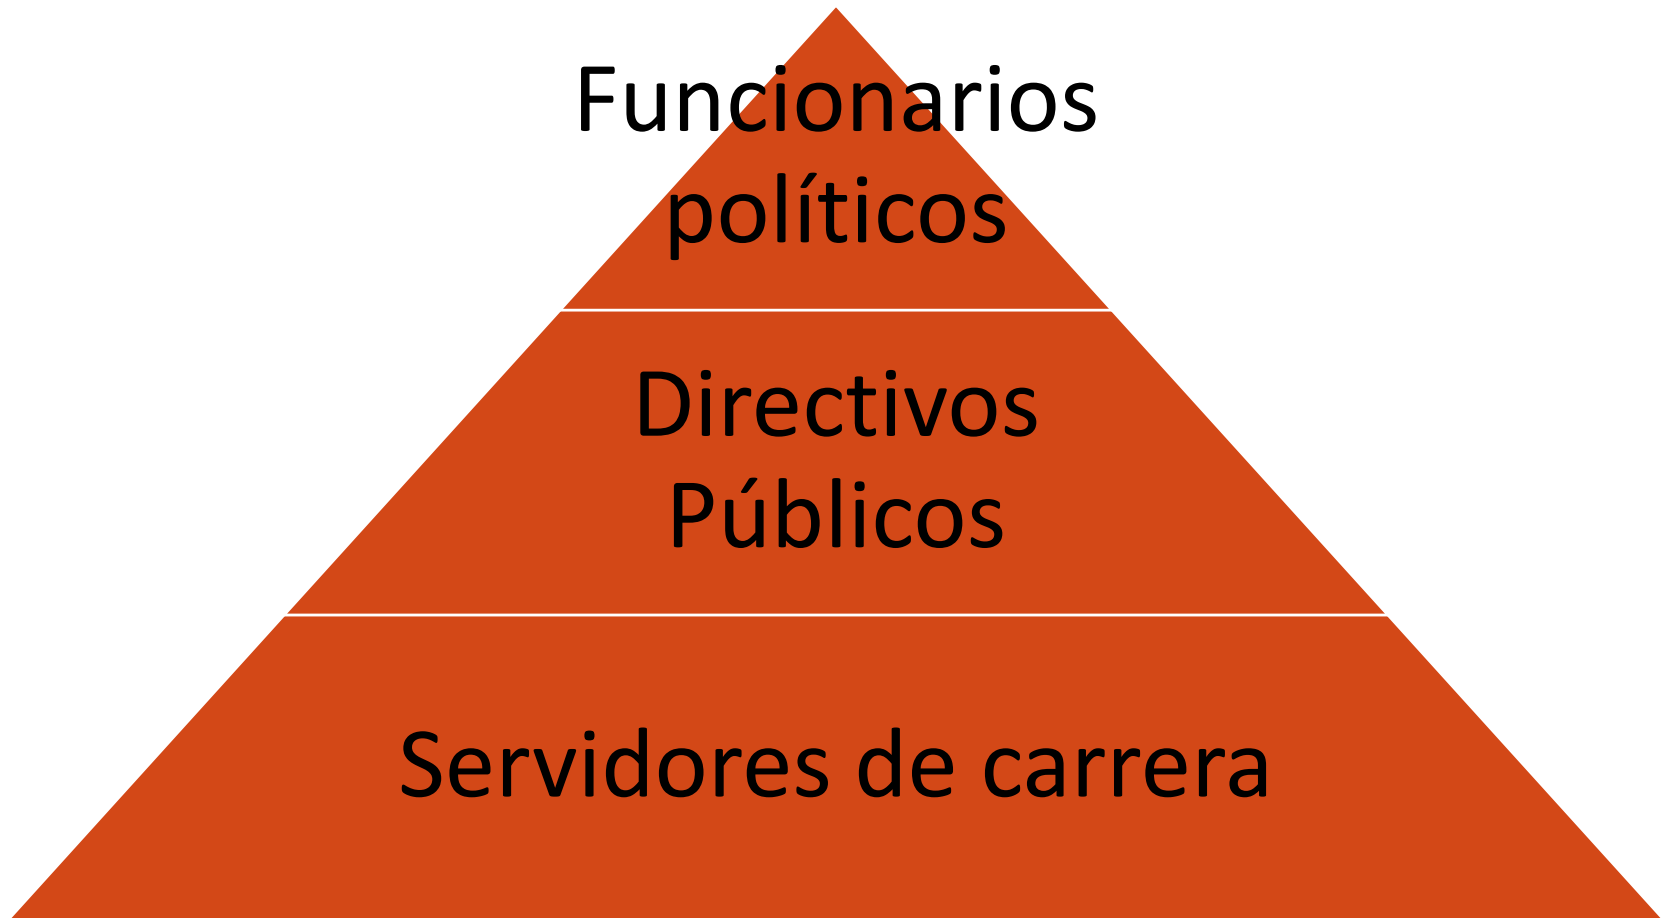 Funcionarios
políticos
Directivos
Públicos
Servidores de carrera